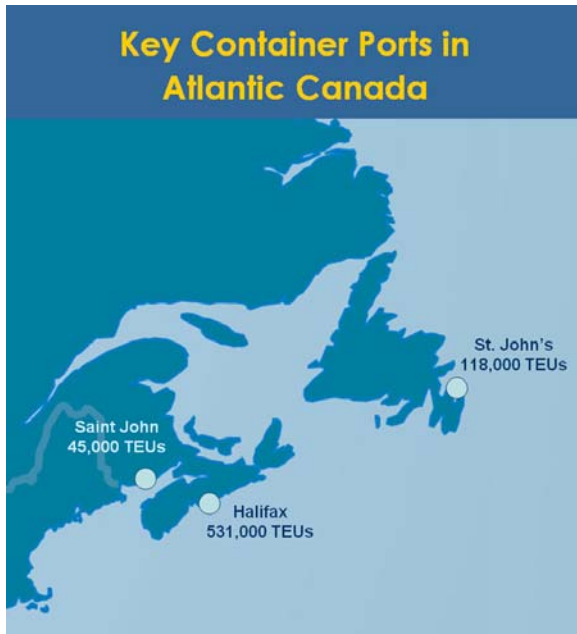 Key Container Ports in
Atlantic Canada
St. John's
118,000 TEUs
Saint John
45,000 TEUs
Halifax
531,000 TEUs